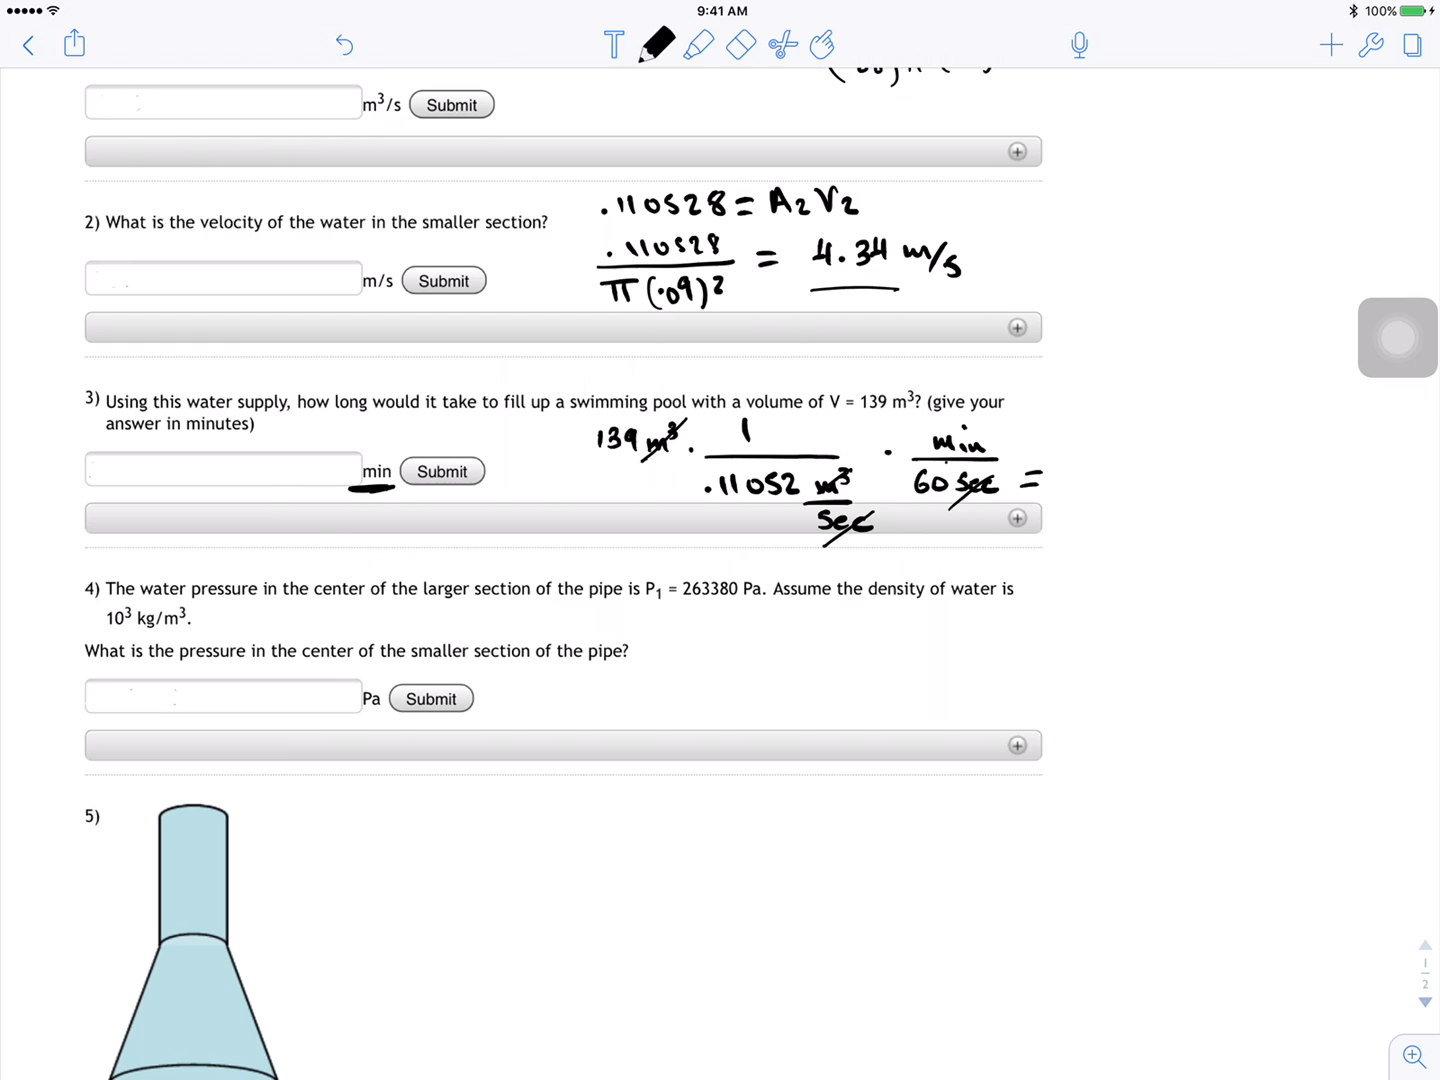 9:41 AM
100%
T
m³/s Submit
2) What is the velocity of the water in the smaller section?
.110528 = A₂V₂
.110528
π(.09)²
= 4.34 m/s
m/s Submit
3) Using this water supply, how long would it take to fill up a swimming pool with a volume of V = 139 m³? (give your
answer in minutes)
139 m³ · 1
.11052 m³
sec
· min
60 sec =
min Submit
4) The water pressure in the center of the larger section of the pipe is P₁ = 263380 Pa. Assume the density of water is
10³ kg/m³.
What is the pressure in the center of the smaller section of the pipe?
Pa Submit
5)
1
2